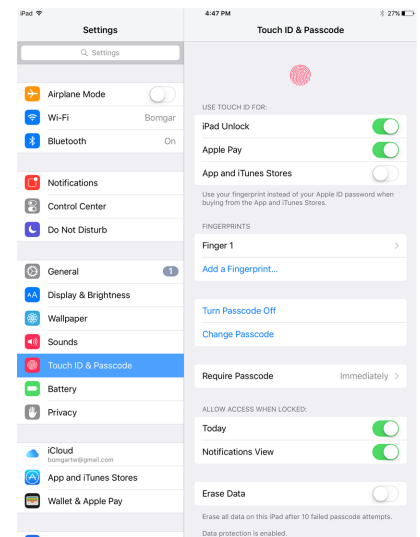 iPad
4:47 PM
27%
Settings
Touch ID & Passcode
Settings
Airplane Mode
Wi-Fi
Bomgar
Bluetooth
On
Notifications
Control Center
Do Not Disturb
General
1
AA
Display & Brightness
Wallpaper
Sounds
Touch ID & Passcode
Battery
Privacy
iCloud
bomgartw@gmail.com
App and iTunes Stores
Wallet & Apple Pay
USE TOUCH ID FOR:
iPad Unlock
Apple Pay
App and iTunes Stores
Use your fingerprint instead of your Apple ID password when
buying from the App and iTunes Stores.
FINGERPRINTS
Finger 1
Add a Fingerprint...
Turn Passcode Off
Change Passcode
Require Passcode
Immediately
ALLOW ACCESS WHEN LOCKED:
Today
Notifications View
Erase Data
Erase all data on this iPad after 10 failed passcode attempts.
Data protection is enabled.